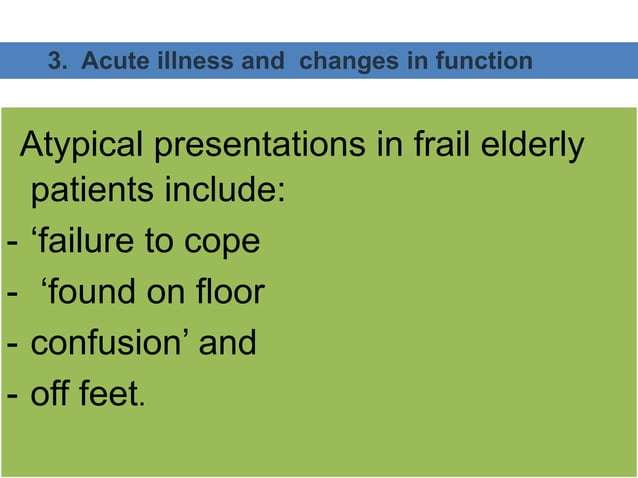 3.  Acute illness and  changes in function
Atypical presentations in frail elderly
patients include:
- ‘failure to cope
-  ‘found on floor
- confusion’ and
- off feet.